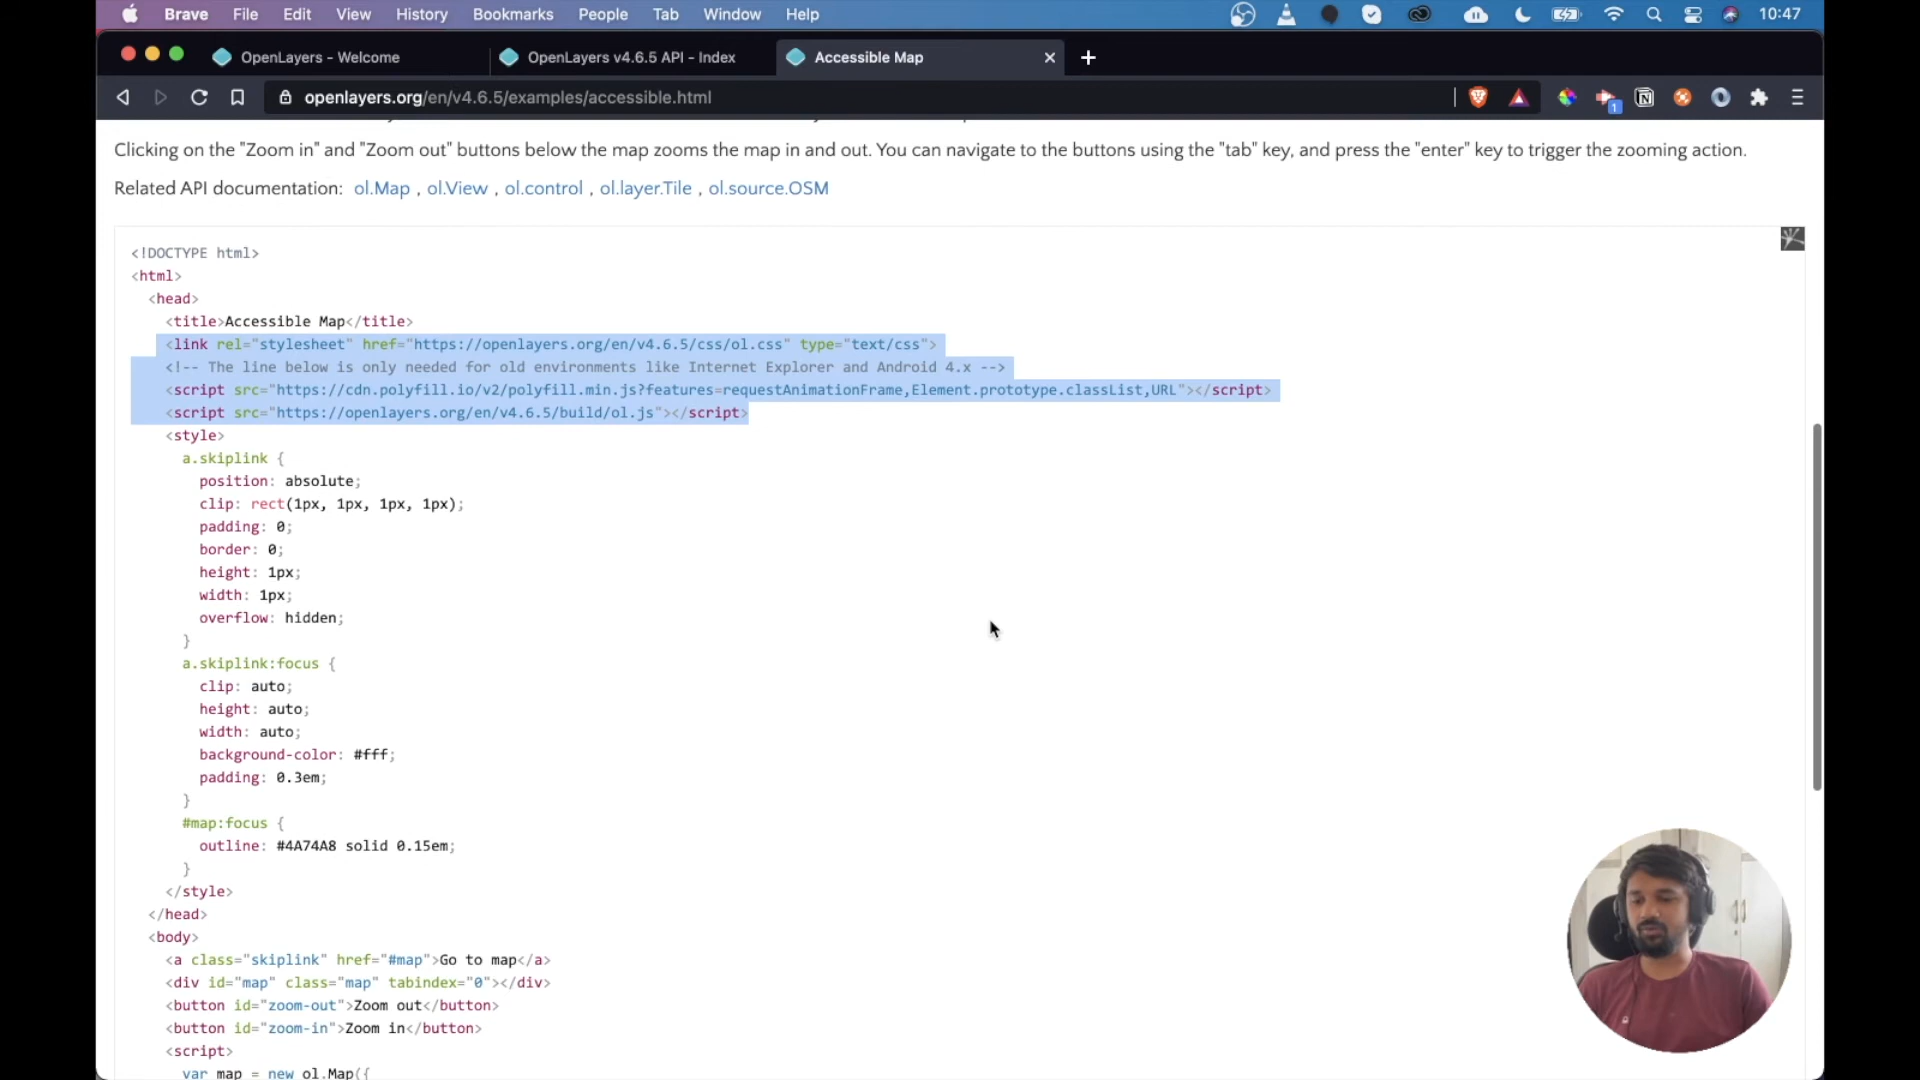 Brave File Edit View History Bookmarks People Tab Window Help 10:47
OpenLayers - Welcome OpenLayers v4.6.5 API - Index Accessible Map
openlayers.org/en/v4.6.5/examples/accessible.html 1
Clicking on the "Zoom in" and "Zoom out" buttons below the map zooms the map in and out. You can navigate to the buttons using the "tab" key, and press the "enter" key to trigger the zooming action.
Related API documentation: ol.Map , ol.View , ol.control , ol.layer.Tile , ol.source.OSM
<!DOCTYPE html>
<html>
<head>
<title>Accessible Map</title>
<link rel="stylesheet" href="https://openlayers.org/en/v4.6.5/css/ol.css" type="text/css">
<!-- The line below is only needed for old environments like Internet Explorer and Android 4.x -->
<script src="https://cdn.polyfill.io/v2/polyfill.min.js?features=requestAnimationFrame,Element.prototype.classList,URL"></script>
<script src="https://openlayers.org/en/v4.6.5/build/ol.js"></script>
<style>
a.skiplink {
position: absolute;
clip: rect(1px, 1px, 1px, 1px);
padding: 0;
border: 0;
height: 1px;
width: 1px;
overflow: hidden;
}
a.skiplink:focus {
clip: auto;
height: auto;
width: auto;
background-color: #fff;
padding: 0.3em;
}
#map:focus {
outline: #4A74A8 solid 0.15em;
}
</style>
</head>
<body>
<a class="skiplink" href="#map">Go to map</a>
<div id="map" class="map" tabindex="0"></div>
<button id="zoom-out">Zoom out</button>
<button id="zoom-in">Zoom in</button>
<script>
var map = new ol.Map({